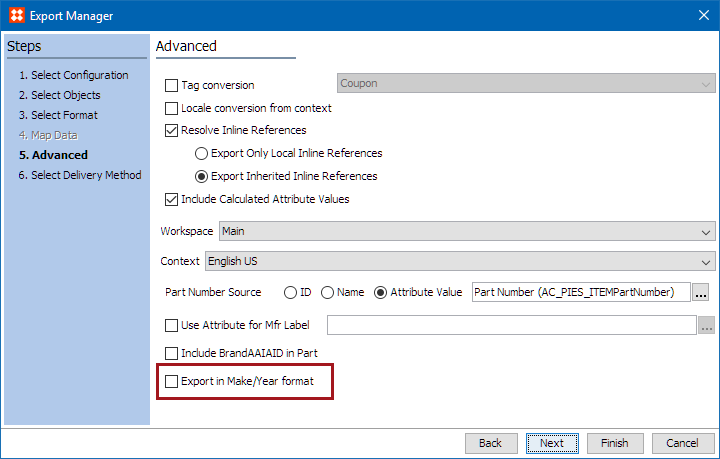 Export Manager
Steps
1. Select Configuration
2. Select Objects
3. Select Format
4. Map Data
5. Advanced
6. Select Delivery Method
Advanced
Tag conversion Coupon
Locale conversion from context
Resolve Inline References
Export Only Local Inline References
Export Inherited Inline References
Include Calculated Attribute Values
Workspace Main
Context English US
Part Number Source ID Name Attribute Value Part Number (AC_PIES_ITEMPartNumber) ...
Use Attribute for Mfr Label ...
Include BrandAAIAID in Part
Export in Make/Year format
Back Next Finish Cancel